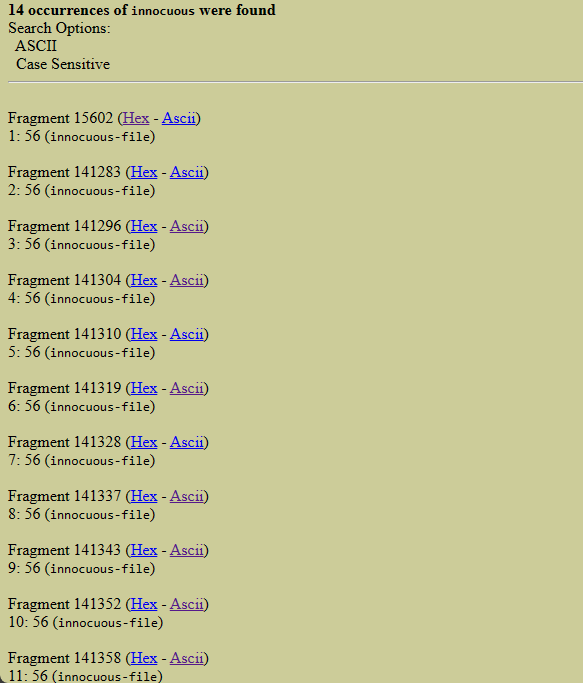 14 occurrences of innocuous were found
Search Options:
ASCII
Case Sensitive
Fragment 15602 (Hex - Ascii)
1: 56 (innocuous-file)
Fragment 141283 (Hex - Ascii)
2: 56 (innocuous-file)
Fragment 141296 (Hex - Ascii)
3: 56 (innocuous-file)
Fragment 141304 (Hex - Ascii)
4: 56 (innocuous-file)
Fragment 141310 (Hex - Ascii)
5: 56 (innocuous-file)
Fragment 141319 (Hex - Ascii)
6: 56 (innocuous-file)
Fragment 141328 (Hex - Ascii)
7: 56 (innocuous-file)
Fragment 141337 (Hex - Ascii)
8: 56 (innocuous-file)
Fragment 141343 (Hex - Ascii)
9: 56 (innocuous-file)
Fragment 141352 (Hex - Ascii)
10: 56 (innocuous-file)
Fragment 141358 (Hex - Ascii)
11: 56 (innocuous-file)